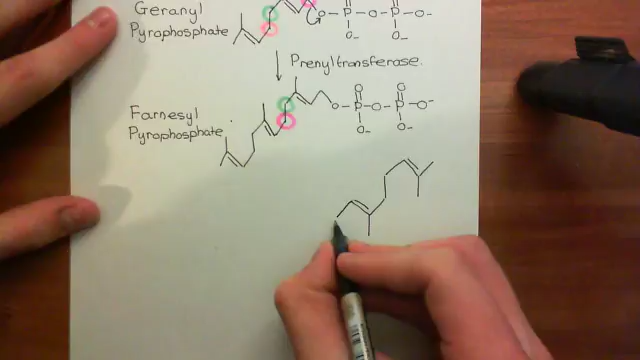 Geranyl
Pyrophosphate
O-P-O-P-O-
O-
O-
Prenyltransferase.
Farnesyl
Pyrophosphate
O
O
O-P-O-P-O-
O-
O-